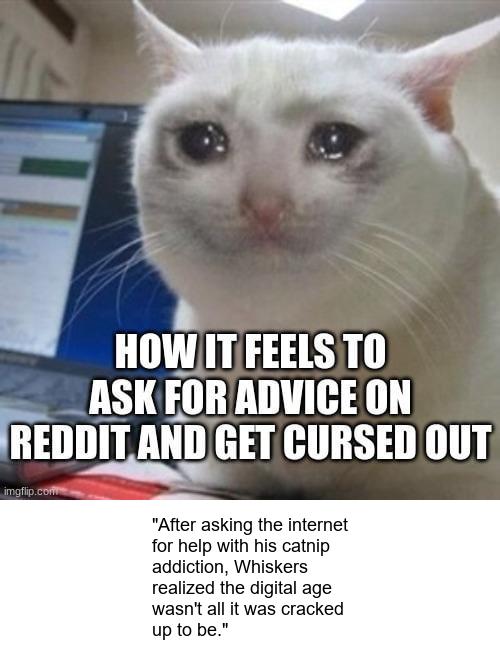 HOW IT FEELS TO
ASK FOR ADVICE ON
REDDIT AND GET CURSED OUT
imgflip.com
"After asking the internet
for help with his catnip
addiction, Whiskers
realized the digital age
wasn't all it was cracked
up to be."